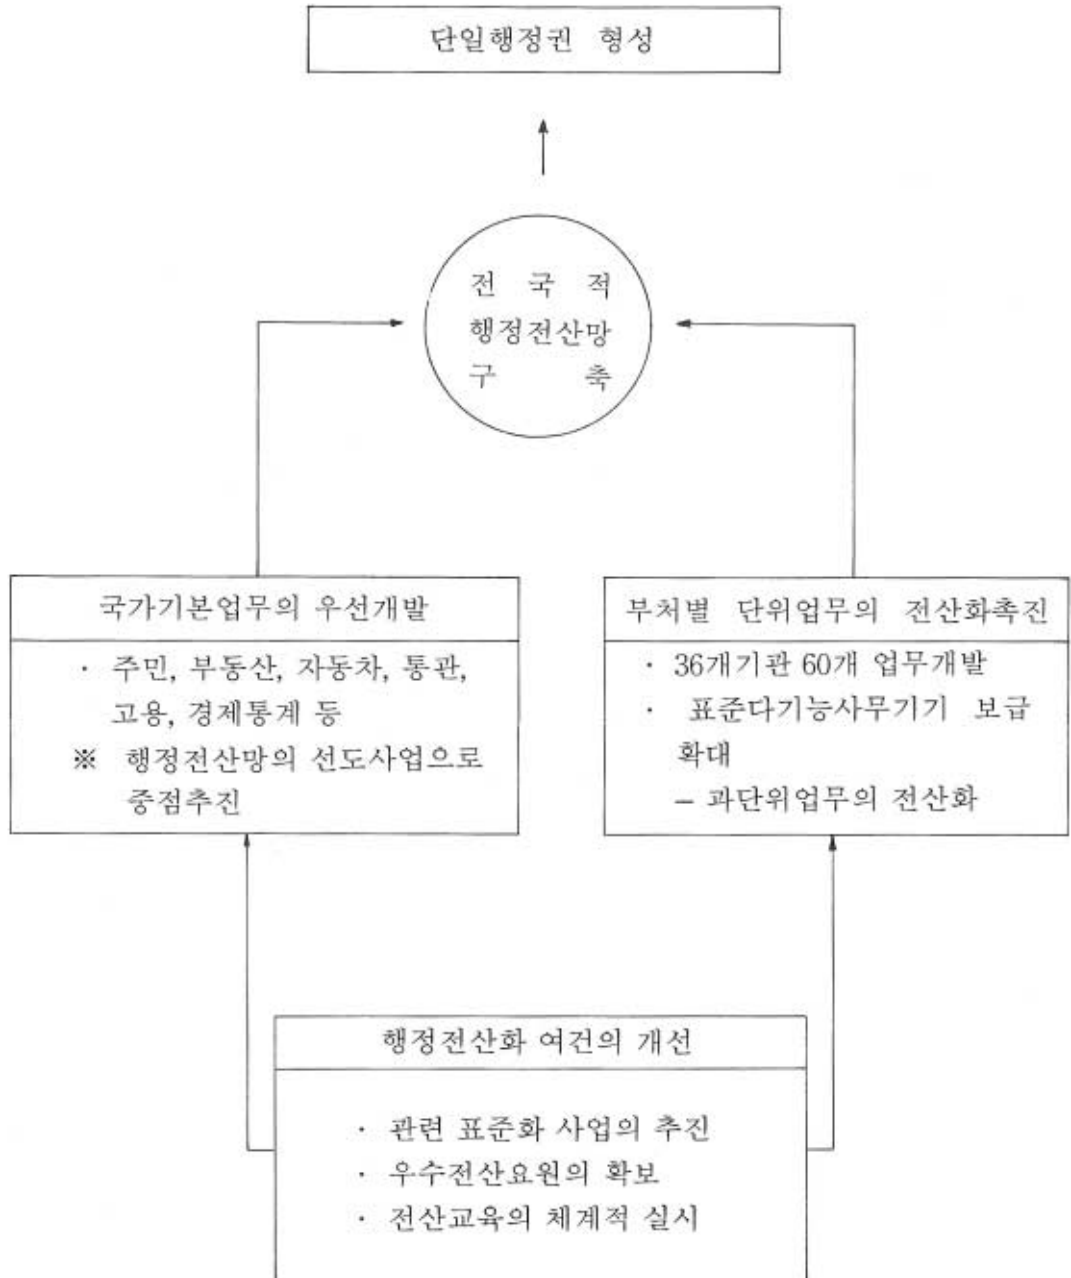 단일행정권 형성
전 국 적
행정전산망
구 축
국가기본업무의 우선개발
· 주민, 부동산, 자동차, 통관,
고용, 경제통계 등
※ 행정전산망의 선도사업으로
중점추진
부처별 단위업무의 전산화촉진
· 36개기관 60개 업무개발
· 표준다기능사무기기 보급
확대
– 과단위업무의 전산화
행정전산화 여건의 개선
· 관련 표준화 사업의 추진
· 우수전산요원의 확보
· 전산교육의 체계적 실시